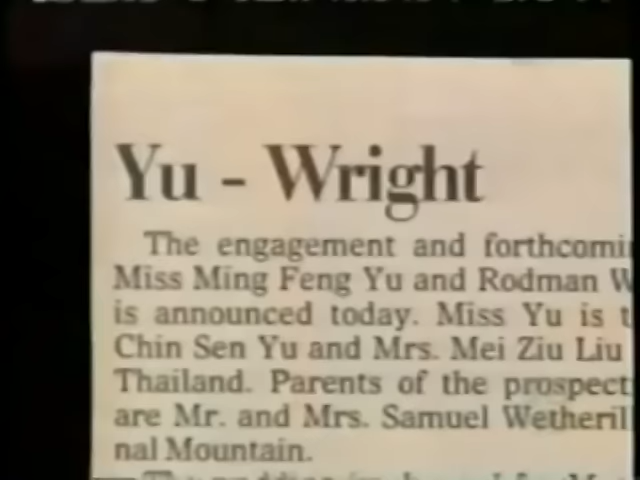 Yu - Wright
The engagement and forthcomi
Miss Ming Feng Yu and Rodman W
is announced today. Miss Yu is t
Chin Sen Yu and Mrs. Mei Ziu Liu
Thailand. Parents of the prospect
are Mr. and Mrs. Samuel Wetheril
nal Mountain.